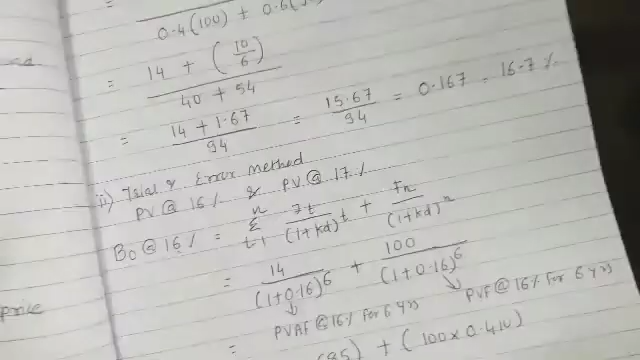 =
0.4(100) + 0.6(
= 14 + (10/6) / 40 + 54
= 14 + 1.67 / 94 = 15.67 / 94 = 0.167 = 16.7%
ii) Trial & Error method
PV @ 16% & PV @ 17%
B0 @ 16% = n Σ t=1 It / (1+kd)^t + Fn / (1+kd)^n
= 14 / (1+0.16)^6 + 100 / (1+0.16)^6
↓ PVAF @ 16% for 6 yrs ↓ PVF @ 16% for 6 yrs
= 85) + (100 x 0.410)
price